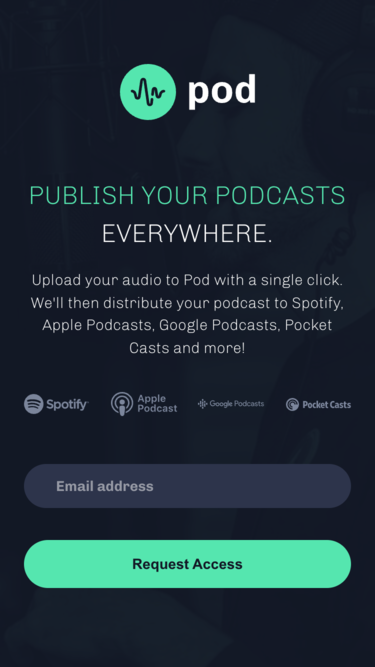 pod
PUBLISH YOUR PODCASTS
EVERYWHERE.
Upload your audio to Pod with a single click.
We'll then distribute your podcast to Spotify,
Apple Podcasts, Google Podcasts, Pocket
Casts and more!
Spotify
Apple
Podcast
Google Podcasts
Pocket Casts
Email address
Request Access